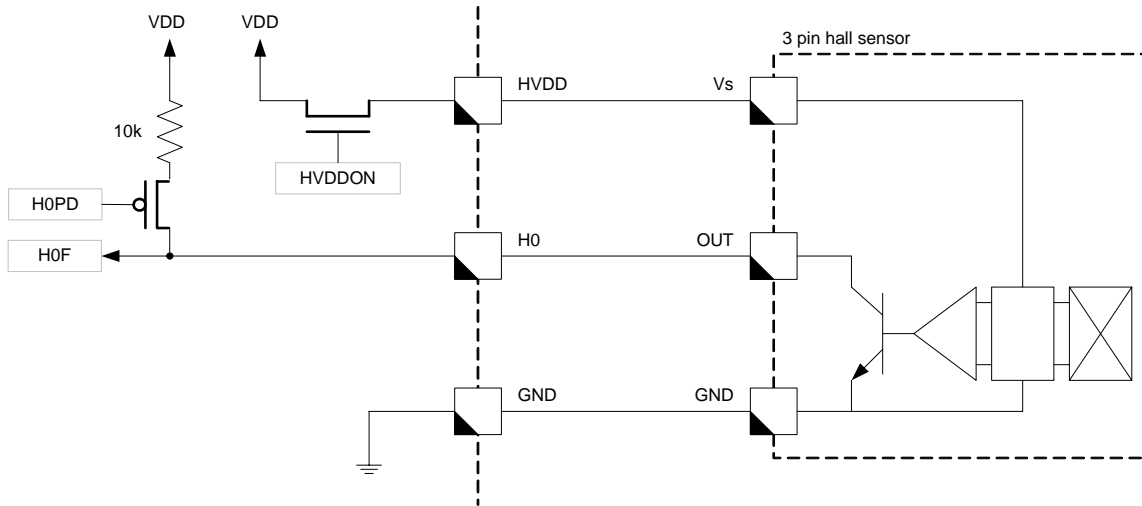 VDD
VDD
3 pin hall sensor
HVDD
Vs
10k
HVDDON
H0PD
H0
OUT
H0F
GND
GND